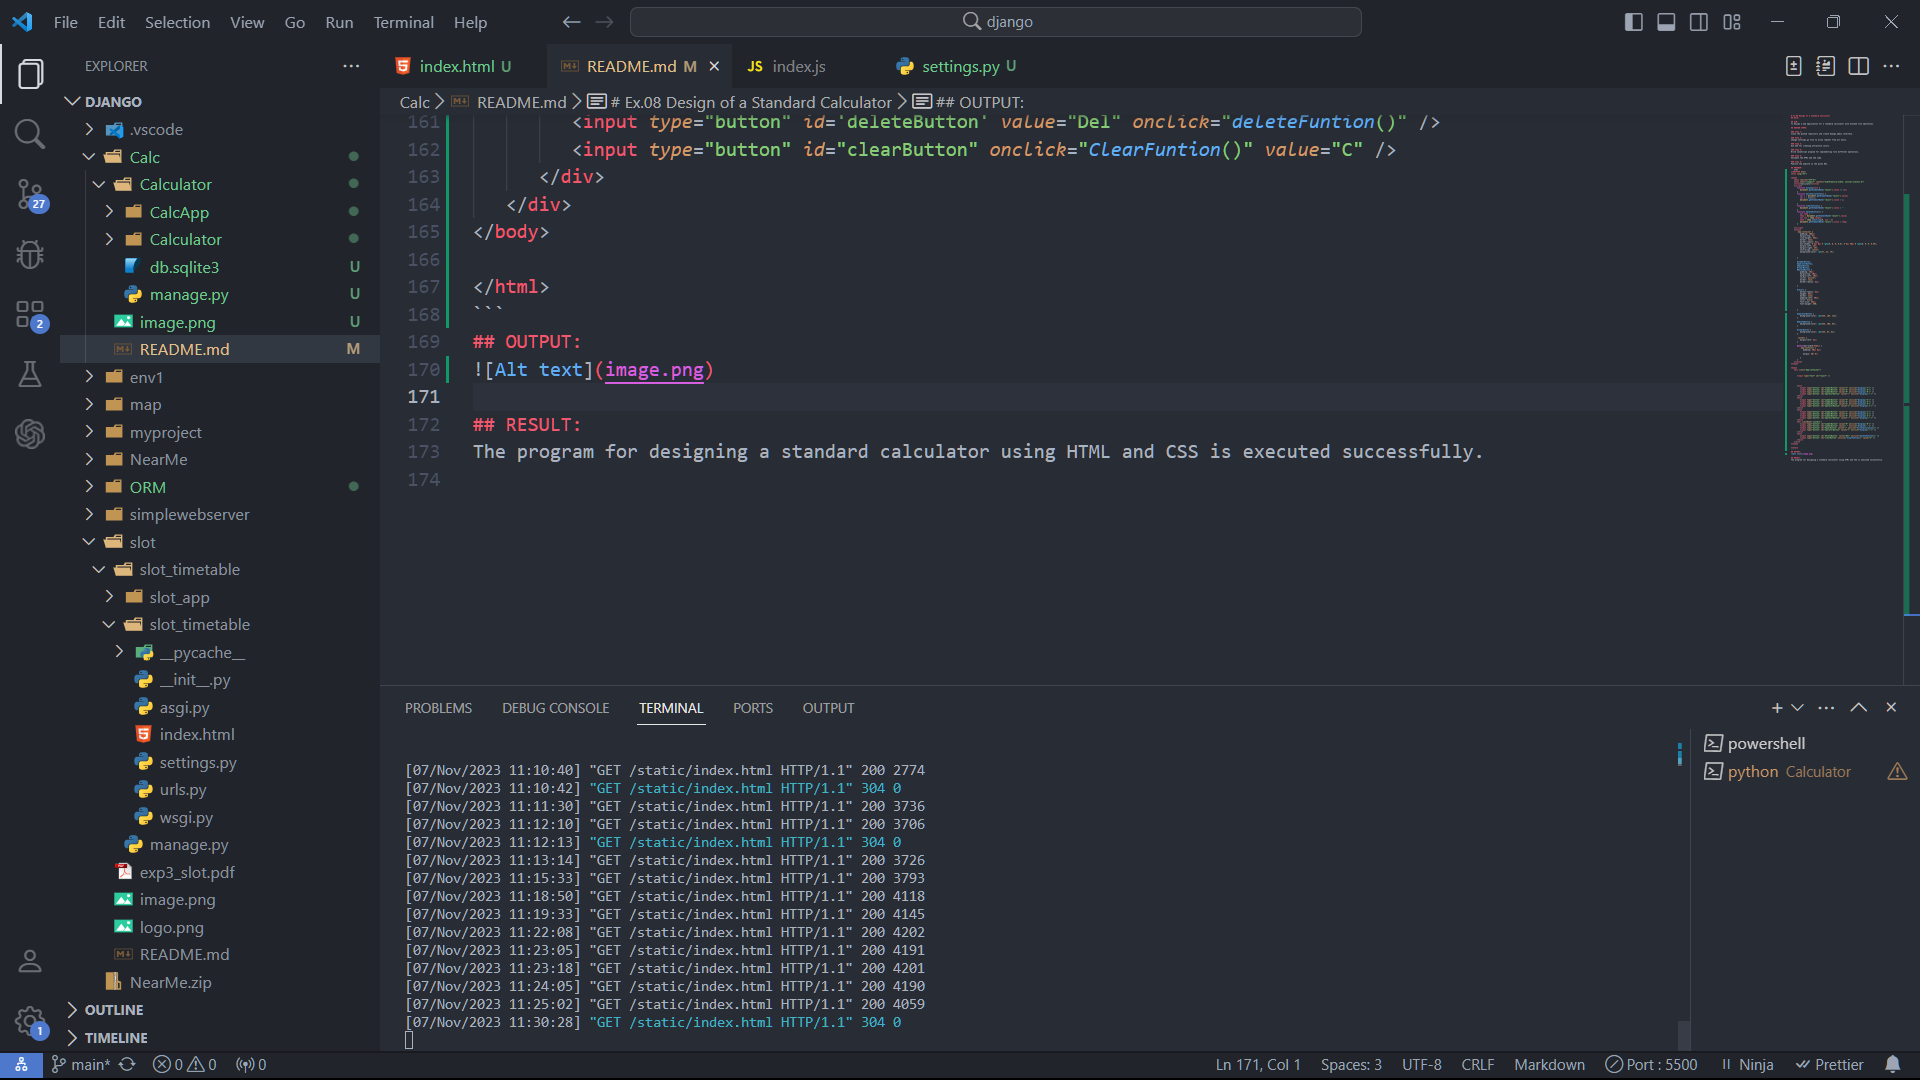 File Edit Selection View Go Run Terminal Help
django
EXPLORER
index.html U
README.md M
JS index.js
settings.py U
DJANGO
Calc > README.md > # Ex.08 Design of a Standard Calculator > ## OUTPUT:
.vscode
Calc
Calculator
CalcApp
Calculator
db.sqlite3 U
manage.py U
image.png U
README.md M
env1
map
myproject
NearMe
ORM
simplewebserver
slot
slot_timetable
slot_app
slot_timetable
__pycache__
__init__.py
asgi.py
index.html
settings.py
urls.py
wsgi.py
manage.py
exp3_slot.pdf
image.png
logo.png
README.md
NearMe.zip
OUTLINE
TIMELINE
27
2
1
161 <input type="button" id='deleteButton' value="Del" onclick="deleteFuntion()" />
162 <input type="button" id="clearButton" onclick="ClearFuntion()" value="C" />
163 </div>
164 </div>
165 </body>
166
167 </html>
168 ```
169 ## OUTPUT:
170 ![Alt text](image.png)
171
172 ## RESULT:
173 The program for designing a standard calculator using HTML and CSS is executed successfully.
174
PROBLEMS DEBUG CONSOLE TERMINAL PORTS OUTPUT
powershell
python Calculator
[07/Nov/2023 11:10:40] "GET /static/index.html HTTP/1.1" 200 2774
[07/Nov/2023 11:10:42] "GET /static/index.html HTTP/1.1" 304 0
[07/Nov/2023 11:11:30] "GET /static/index.html HTTP/1.1" 200 3736
[07/Nov/2023 11:12:10] "GET /static/index.html HTTP/1.1" 200 3706
[07/Nov/2023 11:12:13] "GET /static/index.html HTTP/1.1" 304 0
[07/Nov/2023 11:13:14] "GET /static/index.html HTTP/1.1" 200 3726
[07/Nov/2023 11:15:33] "GET /static/index.html HTTP/1.1" 200 3793
[07/Nov/2023 11:18:50] "GET /static/index.html HTTP/1.1" 200 4118
[07/Nov/2023 11:19:33] "GET /static/index.html HTTP/1.1" 200 4145
[07/Nov/2023 11:22:08] "GET /static/index.html HTTP/1.1" 200 4202
[07/Nov/2023 11:23:05] "GET /static/index.html HTTP/1.1" 200 4191
[07/Nov/2023 11:23:18] "GET /static/index.html HTTP/1.1" 200 4201
[07/Nov/2023 11:24:05] "GET /static/index.html HTTP/1.1" 200 4190
[07/Nov/2023 11:25:02] "GET /static/index.html HTTP/1.1" 200 4059
[07/Nov/2023 11:30:28] "GET /static/index.html HTTP/1.1" 304 0
main* 0 0 0 Ln 171, Col 1 Spaces: 3 UTF-8 CRLF Markdown Port : 5500 Ninja Prettier